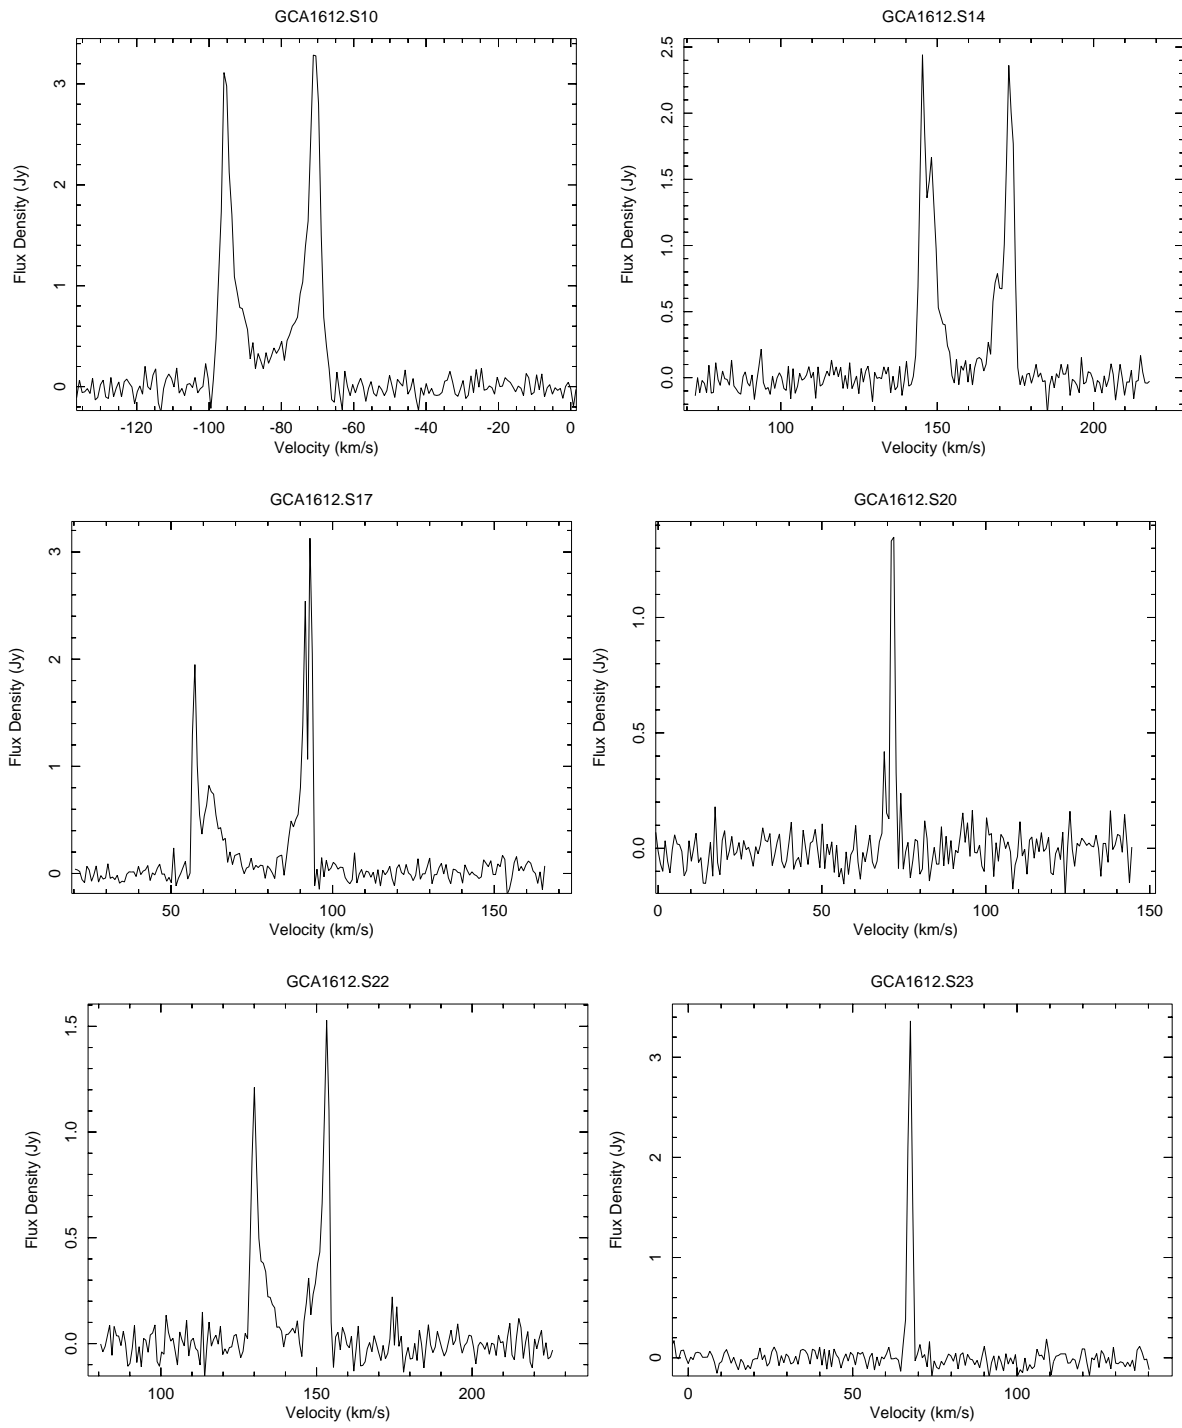 GCA1612.S10
Flux Density (Jy)
3
2
1
0
-120 -100 -80 -60 -40 -20 0
Velocity (km/s)
GCA1612.S14
Flux Density (Jy)
2.5
2.0
1.5
1.0
0.5
0.0
100 150 200
Velocity (km/s)
GCA1612.S17
Flux Density (Jy)
3
2
1
0
50 100 150
Velocity (km/s)
GCA1612.S20
Flux Density (Jy)
1.0
0.5
0.0
0 50 100 150
Velocity (km/s)
GCA1612.S22
Flux Density (Jy)
1.5
1.0
0.5
0.0
100 150 200
Velocity (km/s)
GCA1612.S23
Flux Density (Jy)
3
2
1
0
0 50 100
Velocity (km/s)